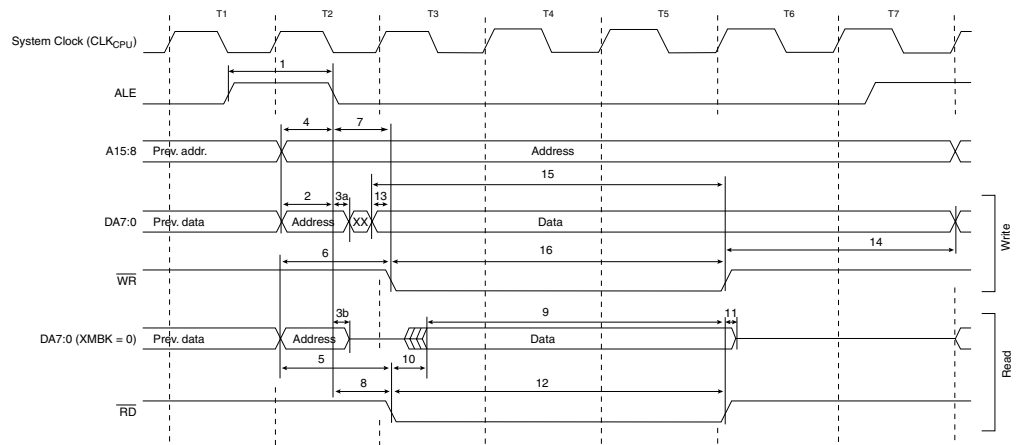 T1 T2 T3 T4 T5 T6 T7
System Clock (CLKCPU)
1
ALE
4 7
A15:8 Prev. addr. Address
15
2 3a 13
DA7:0 Prev. data Address XX Data
14
6 16
WR
Write
3b 9 11
DA7:0 (XMBK = 0) Prev. data Address Data
5 10
8 12
RD
Read